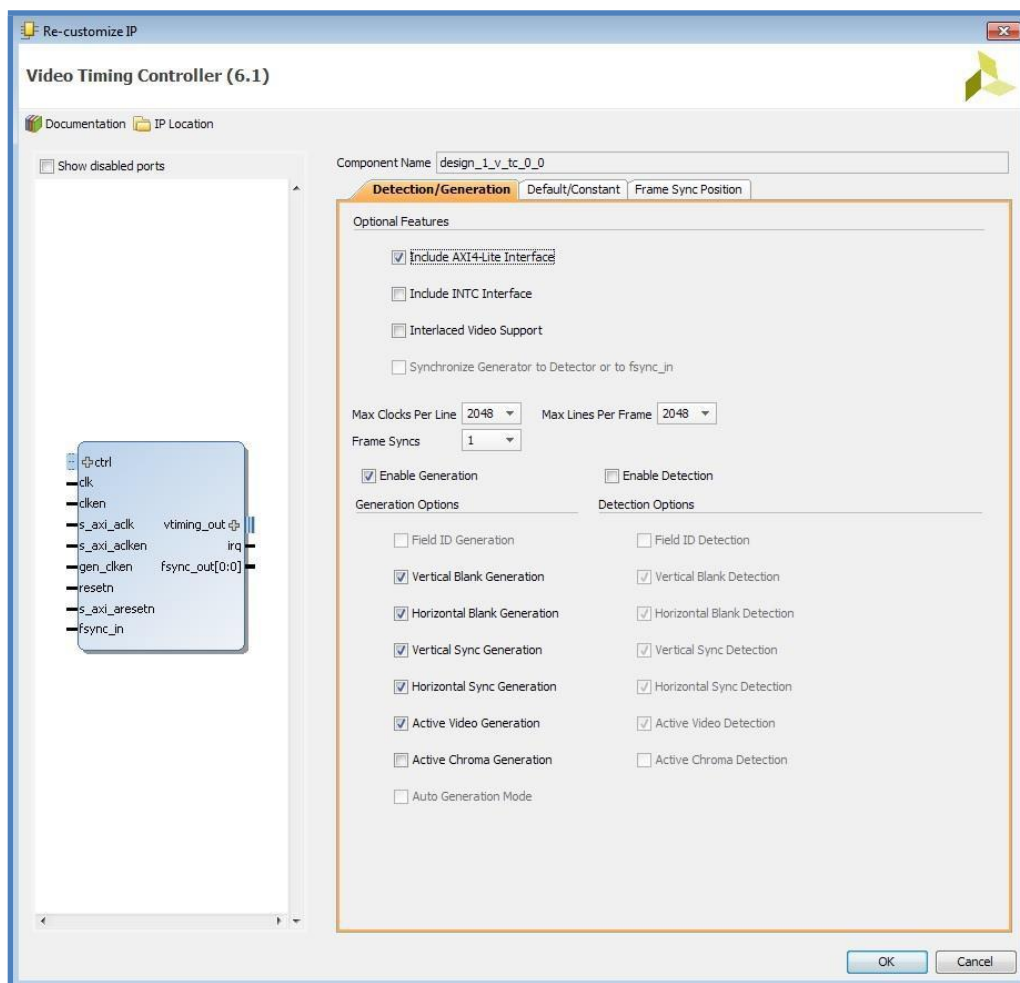 Re-customize IP
Video Timing Controller (6.1)
Documentation IP Location
Show disabled ports
Component Name design_1_v_tc_0_0
Detection/Generation Default/Constant Frame Sync Position
Optional Features
Include AXI4-Lite Interface
Include INTC Interface
Interlaced Video Support
Synchronize Generator to Detector or to fsync_in
Max Clocks Per Line 2048 Max Lines Per Frame 2048
Frame Syncs 1
Enable Generation Enable Detection
Generation Options Detection Options
Field ID Generation Field ID Detection
Vertical Blank Generation Vertical Blank Detection
Horizontal Blank Generation Horizontal Blank Detection
Vertical Sync Generation Vertical Sync Detection
Horizontal Sync Generation Horizontal Sync Detection
Active Video Generation Active Video Detection
Active Chroma Generation Active Chroma Detection
Auto Generation Mode
ctrl
clk
clken
s_axi_aclk vtiming_out
s_axi_aclken irq
gen_clken fsync_out[0:0]
resetn
s_axi_aresetn
fsync_in
OK Cancel